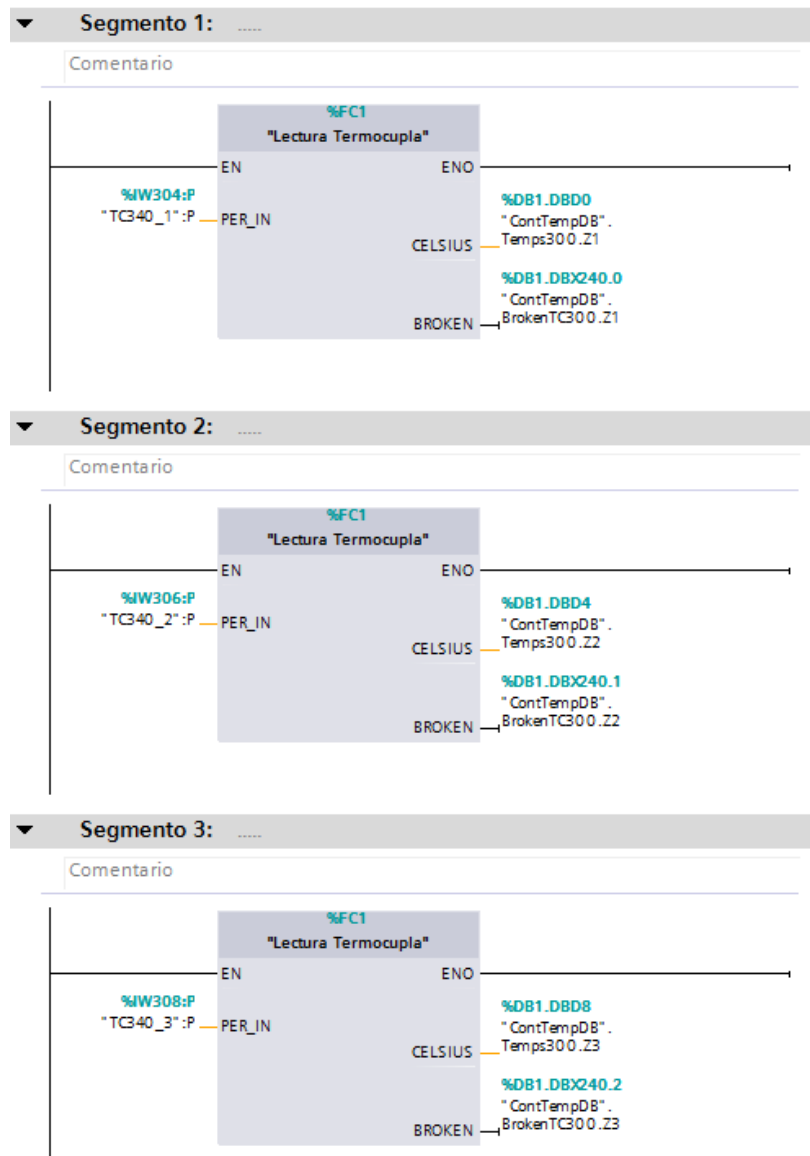 Segmento 1: .....
Comentario
%FC1
"Lectura Termocupla"
EN ENO
%IW304:P
"TC340_1":P PER_IN
%DB1.DBD0
"ContTempDB".
CELSIUS Temps300.Z1
%DB1.DBX240.0
"ContTempDB".
BROKEN BrokenTC300.Z1
Segmento 2: .....
Comentario
%FC1
"Lectura Termocupla"
EN ENO
%IW306:P
"TC340_2":P PER_IN
%DB1.DBD4
"ContTempDB".
CELSIUS Temps300.Z2
%DB1.DBX240.1
"ContTempDB".
BROKEN BrokenTC300.Z2
Segmento 3: .....
Comentario
%FC1
"Lectura Termocupla"
EN ENO
%IW308:P
"TC340_3":P PER_IN
%DB1.DBD8
"ContTempDB".
CELSIUS Temps300.Z3
%DB1.DBX240.2
"ContTempDB".
BROKEN BrokenTC300.Z3